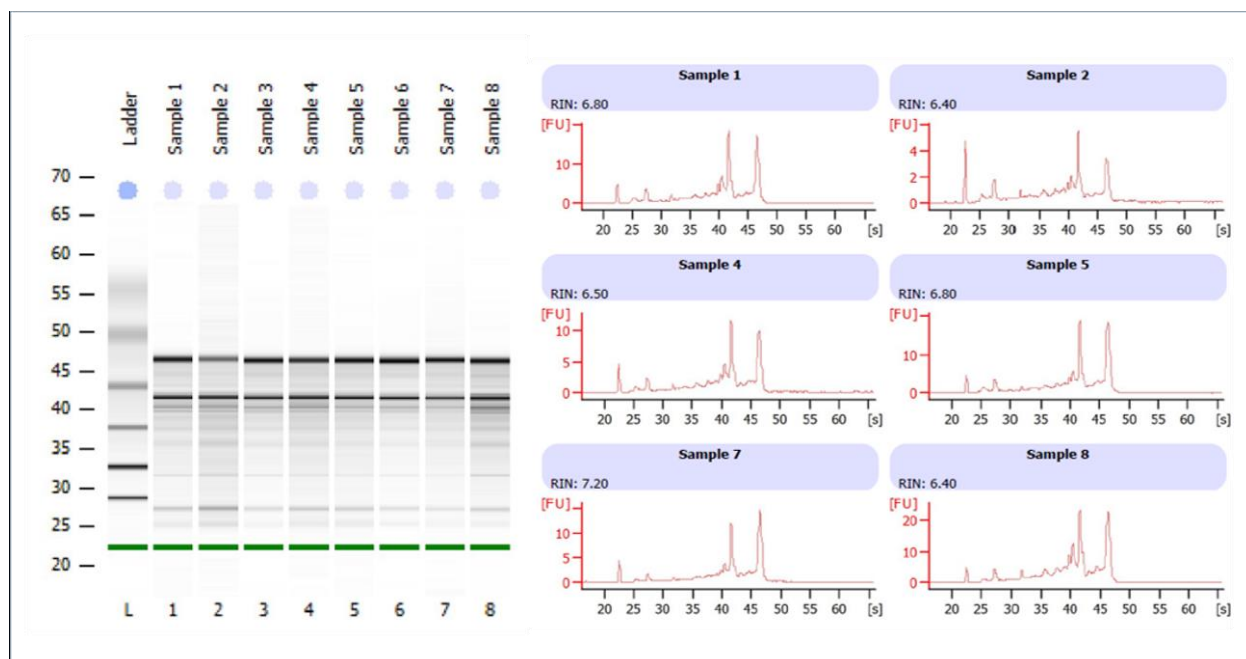 Ladder
Sample 1
Sample 2
Sample 3
Sample 4
Sample 5
Sample 6
Sample 7
Sample 8
70
65
60
55
50
45
40
35
30
25
20
L 1 2 3 4 5 6 7 8
Sample 1
RIN: 6.80
[FU]
10
0
20 25 30 35 40 45 50 55 60 [s]
Sample 2
RIN: 6.40
[FU]
4
2
0
20 25 30 35 40 45 50 55 60 [s]
Sample 4
RIN: 6.50
[FU]
10
5
0
20 25 30 35 40 45 50 55 60 [s]
Sample 5
RIN: 6.80
[FU]
10
0
20 25 30 35 40 45 50 55 60 [s]
Sample 7
RIN: 7.20
[FU]
10
5
0
20 25 30 35 40 45 50 55 60 [s]
Sample 8
RIN: 6.40
[FU]
20
10
0
20 25 30 35 40 45 50 55 60 [s]